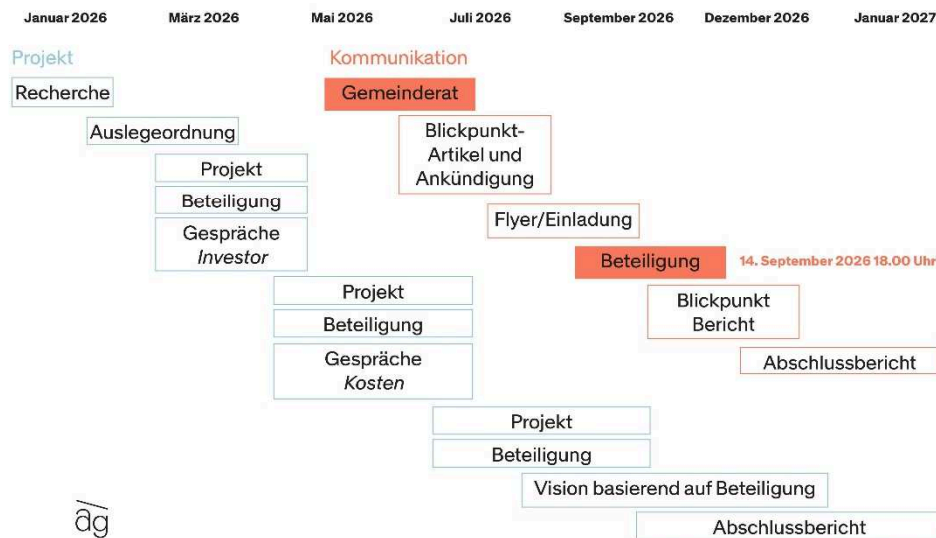 Januar 2026 März 2026 Mai 2026 Juli 2026 September 2026 Dezember 2026 Januar 2027
Projekt
Kommunikation
Recherche
Gemeinderat
Auslegeordnung
Blickpunkt-
Artikel und
Ankündigung
Projekt
Beteiligung
Gespräche
Investor
Flyer/Einladung
Beteiligung
14. September 2026 18.00 Uhr
Projekt
Beteiligung
Gespräche
Kosten
Blickpunkt
Bericht
Abschlussbericht
Projekt
Beteiligung
Vision basierend auf Beteiligung
Abschlussbericht
ag